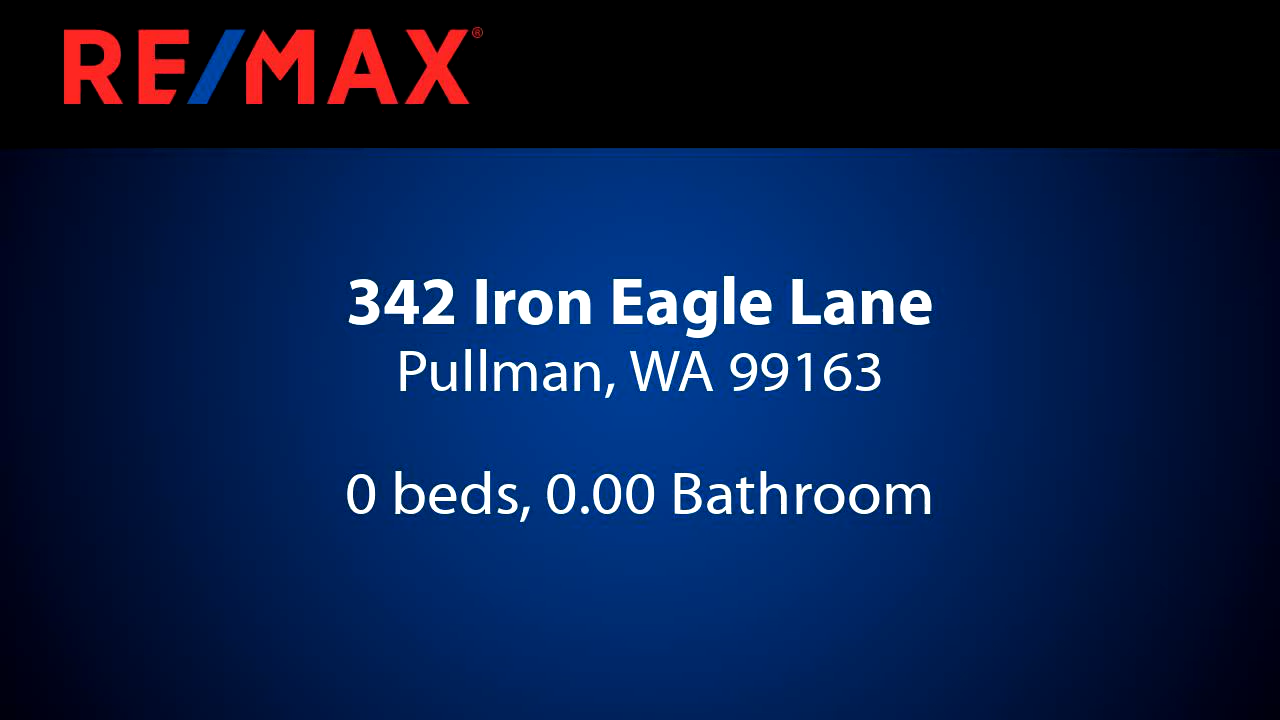 RE/MAX®
342 Iron Eagle Lane
Pullman, WA 99163
0 beds, 0.00 Bathroom